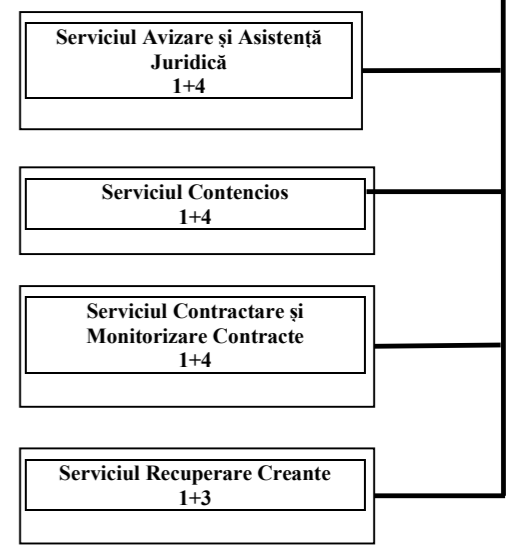 Serviciul Avizare și Asistență
Juridică
1+4
Serviciul Contencios
1+4
Serviciul Contractare și
Monitorizare Contracte
1+4
Serviciul Recuperare Creante
1+3